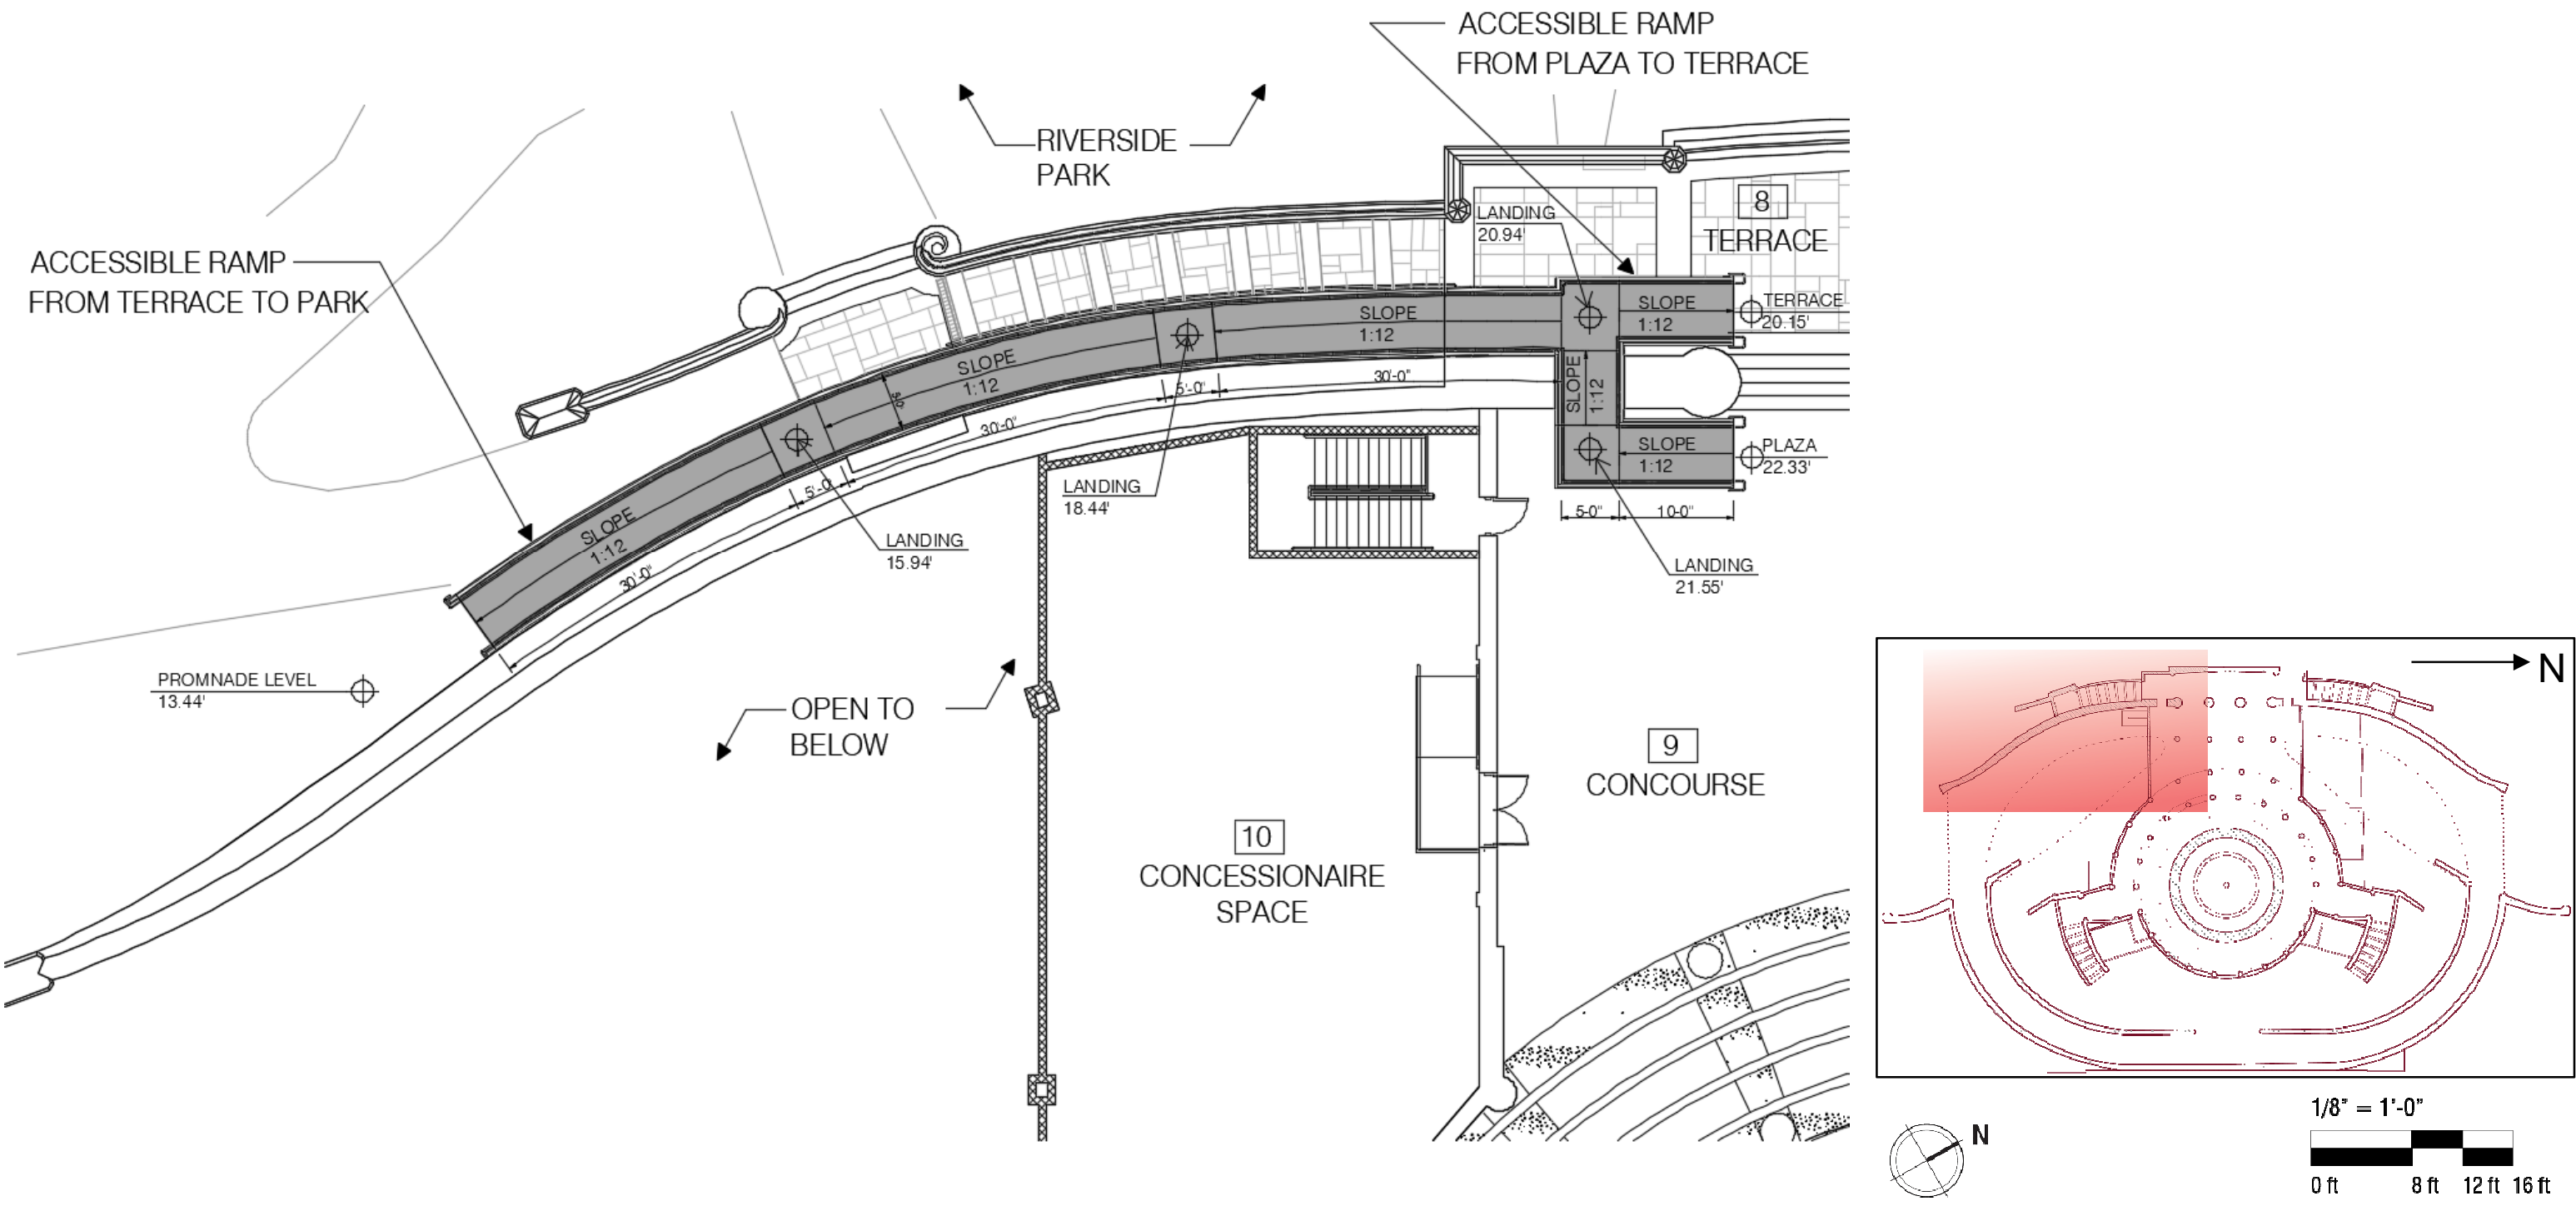 ACCESSIBLE RAMP
FROM PLAZA TO TERRACE
RIVERSIDE
PARK
8
TERRACE
LANDING
20.94'
ACCESSIBLE RAMP
FROM TERRACE TO PARK
SLOPE
1:12
TERRACE
20.15'
SLOPE
1:12
SLOPE
1:12
5'-0"
30'-0"
SLOPE
1:12
5'-0"
30'-0"
SLOPE
1:12
PLAZA
22.33'
LANDING
18.44'
5'-0"
5-0"
10-0"
SLOPE
1:12
LANDING
15.94'
30'-0"
LANDING
21.55'
PROMNADE LEVEL
13.44'
OPEN TO
BELOW
9
CONCOURSE
10
CONCESSIONAIRE
SPACE
N
1/8" = 1'-0"
N
0 ft 8 ft 12 ft 16 ft